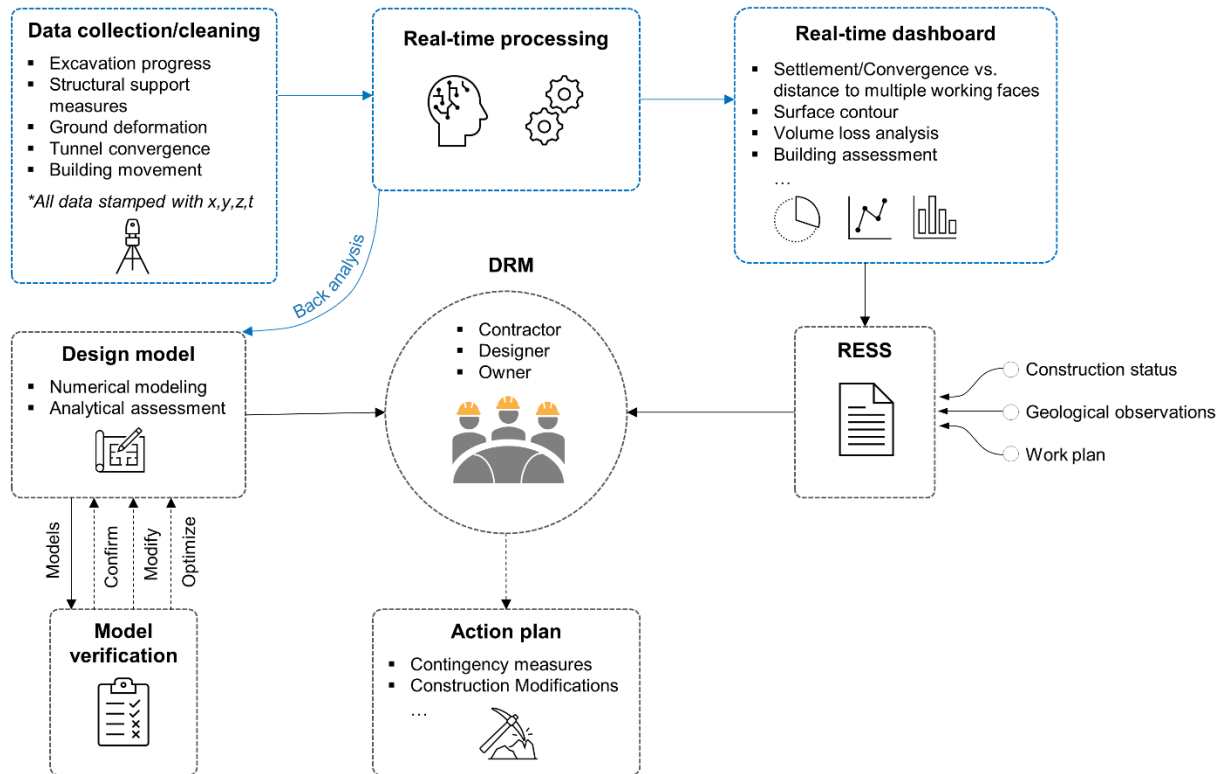 Data collection/cleaning
▪ Excavation progress
▪ Structural support
measures
▪ Ground deformation
▪ Tunnel convergence
▪ Building movement
*All data stamped with x,y,z,t
Real-time processing
Real-time dashboard
▪ Settlement/Convergence vs.
distance to multiple working faces
▪ Surface contour
▪ Volume loss analysis
▪ Building assessment
...
Back analysis
DRM
▪ Contractor
▪ Designer
▪ Owner
Design model
▪ Numerical modeling
▪ Analytical assessment
RESS
Construction status
Geological observations
Work plan
Models
Confirm
Modify
Optimize
Model
verification
Action plan
▪ Contingency measures
▪ Construction Modifications
...